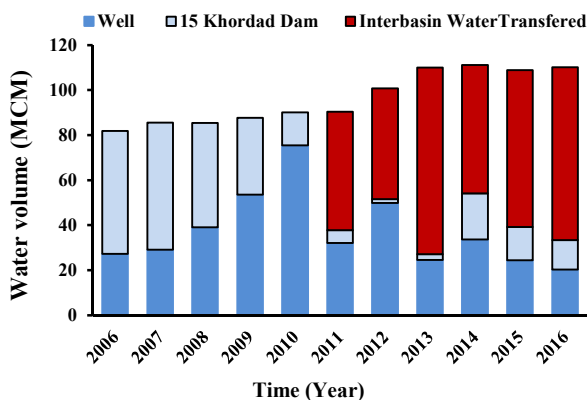 Well 15 Khordad Dam Interbasin WaterTransfered
120
100
80
60
40
20
0
Water volume (MCM)
2006 2007 2008 2009 2010 2011 2012 2013 2014 2015 2016
Time (Year)